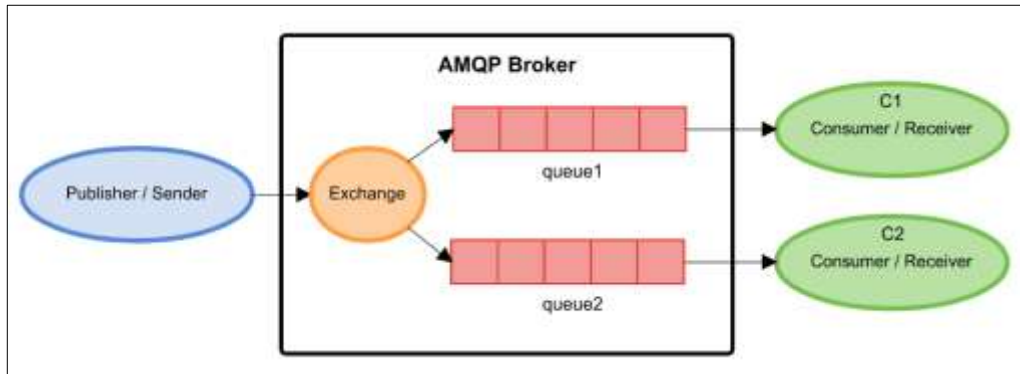 AMQP Broker
Publisher / Sender
Exchange
queue1
queue2
C1
Consumer / Receiver
C2
Consumer / Receiver